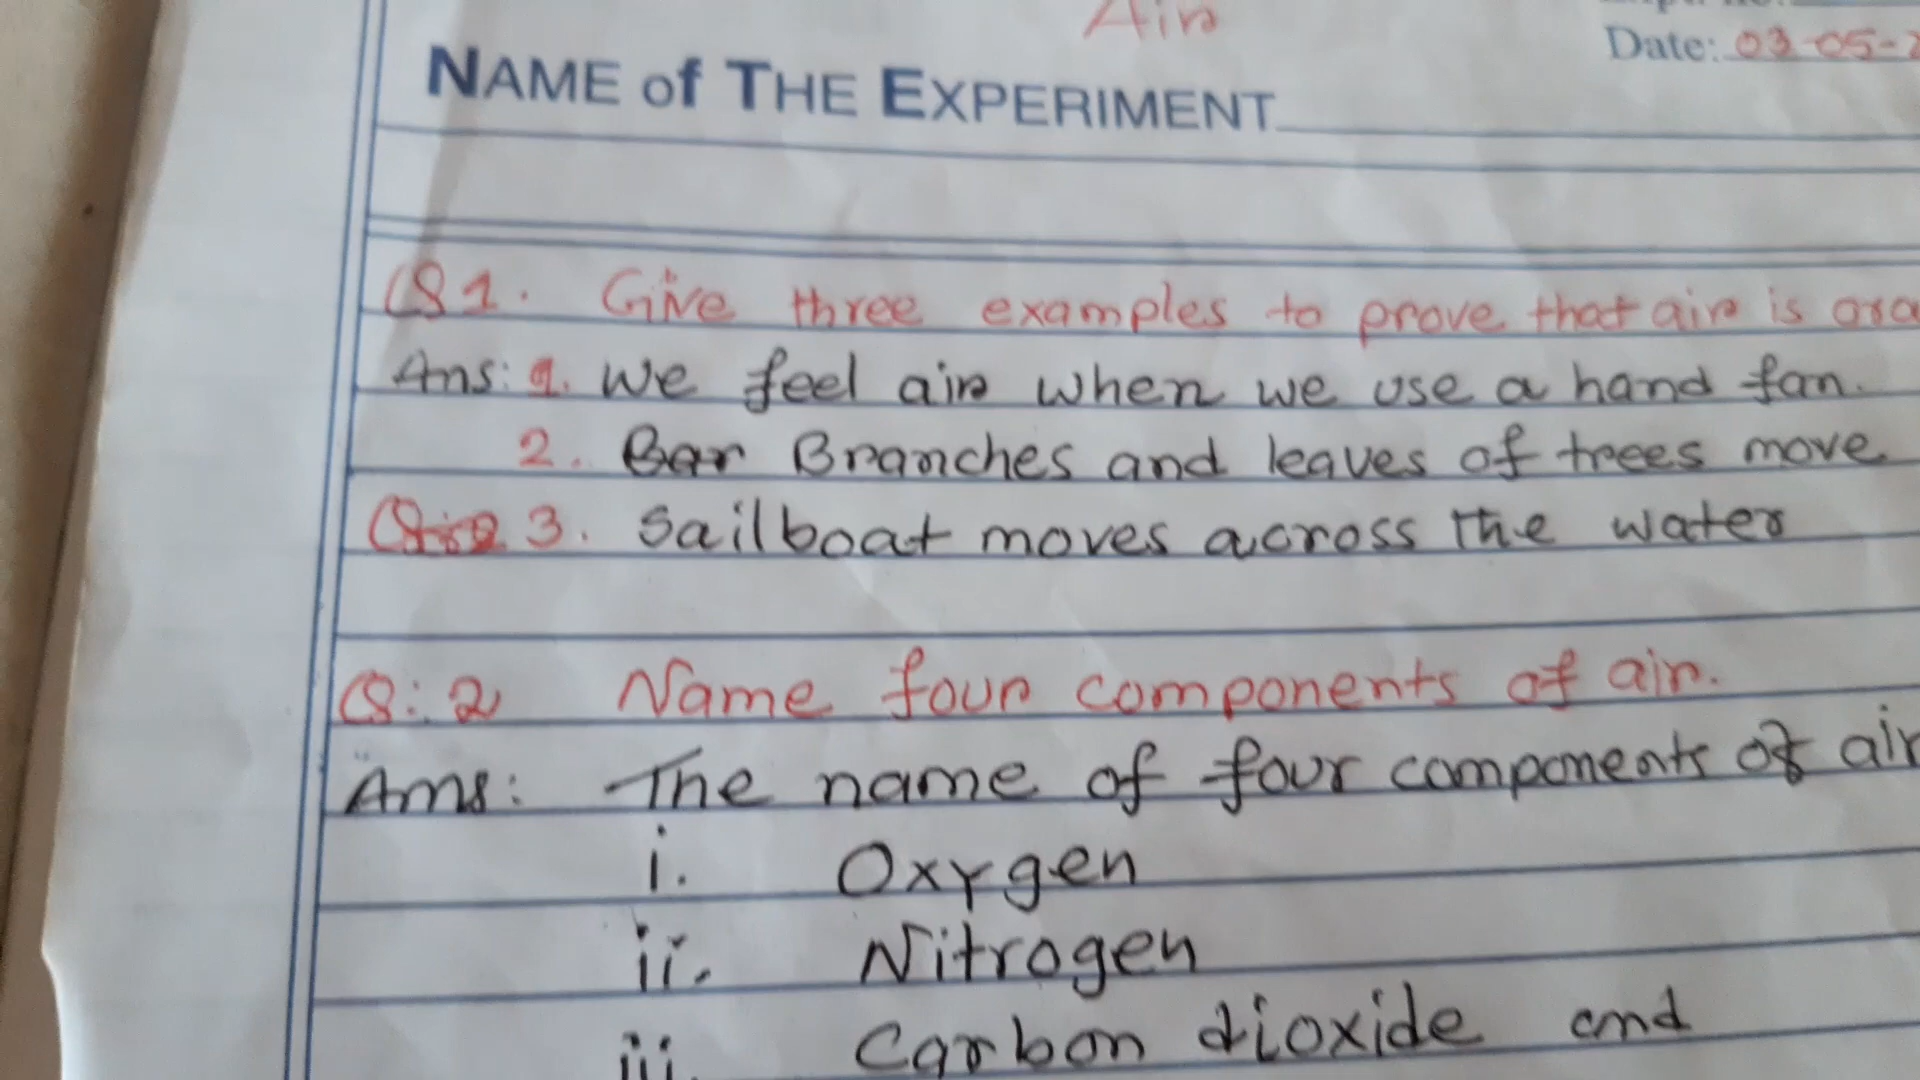 Air
Date: 03-05-
NAME of THE EXPERIMENT
Q1. Give three examples to prove that air is
Ans: 1. We feel air when we use a hand fan.
2. Bar Branches and leaves of trees move
3. Sailboat moves across the water
Q: 2 Name four components of air.
Ans: The name of four components of air
i. Oxygen
ii. Nitrogen
iii. Carbon dioxide and